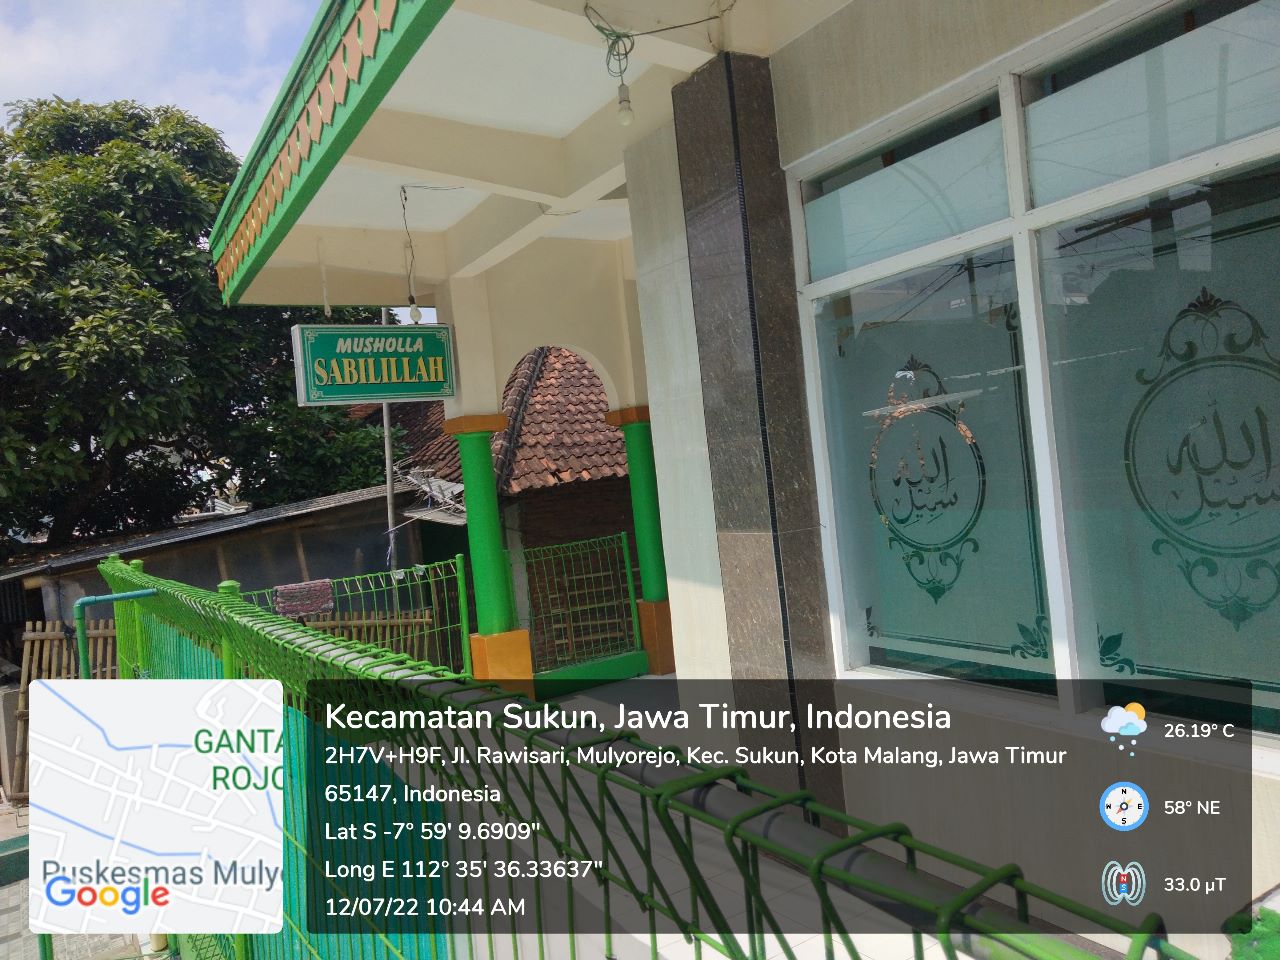 MUSHOLLA
SABILILLAH
الله
سبيل
الله
سبيل
Kecamatan Sukun, Jawa Timur, Indonesia
2H7V+H9F, Jl. Rawisari, Mulyorejo, Kec. Sukun, Kota Malang, Jawa Timur
65147, Indonesia
Lat S -7° 59' 9.6909"
Long E 112° 35' 36.33637"
12/07/22 10:44 AM
26.19° C
N
W E
S
58° NE
N
S
33.0 µT
GANTA
ROJO
Puskesmas Mulyo
Google